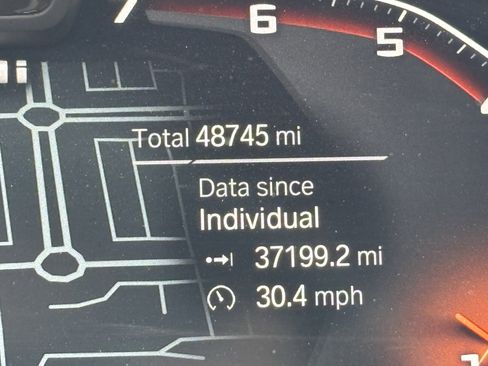 7 6 5
Total 48745 mi
Data since
Individual
37199.2 mi
30.4 mph